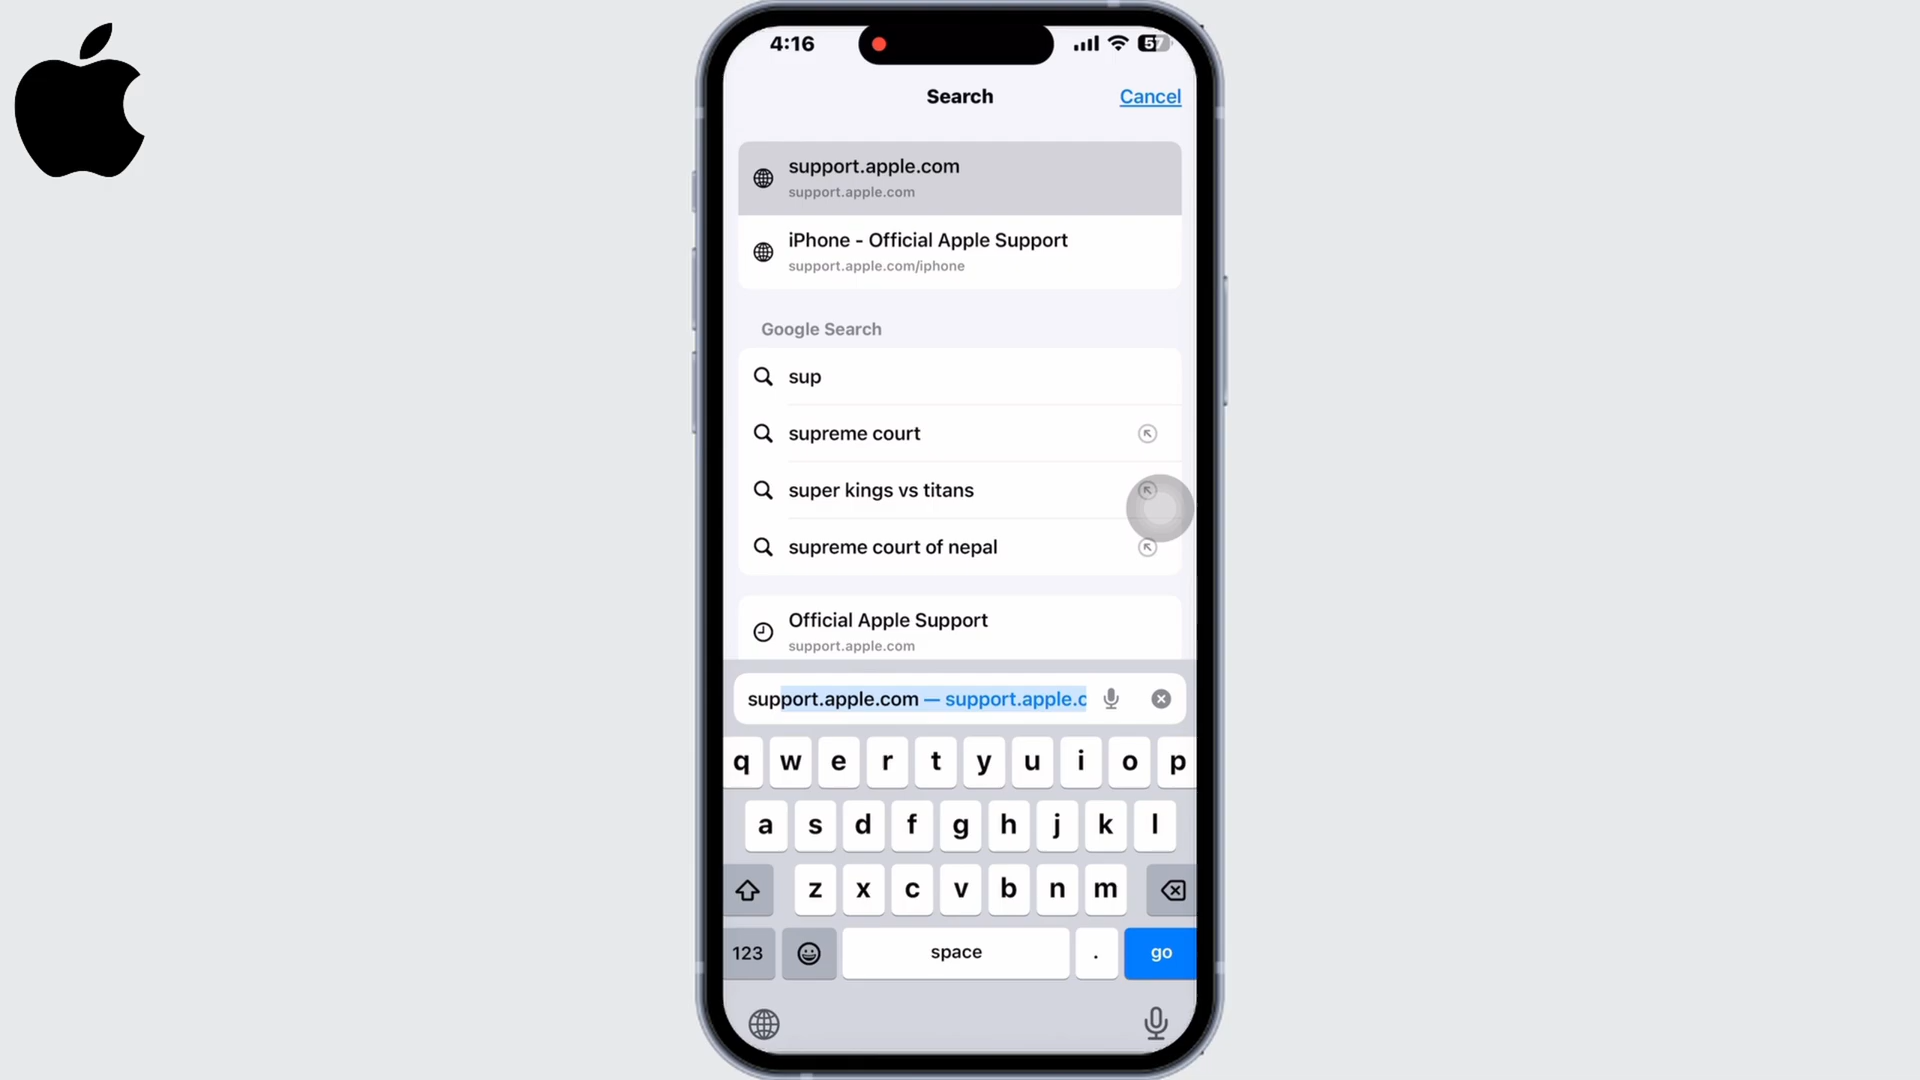 4:16
57
Search
Cancel
support.apple.com
support.apple.com
iPhone - Official Apple Support
support.apple.com/iphone
Google Search
sup
supreme court
super kings vs titans
supreme court of nepal
Official Apple Support
support.apple.com
support.apple.com — support.apple.c
q w e r t y u i o p
a s d f g h j k l
z x c v b n m
123 space . go